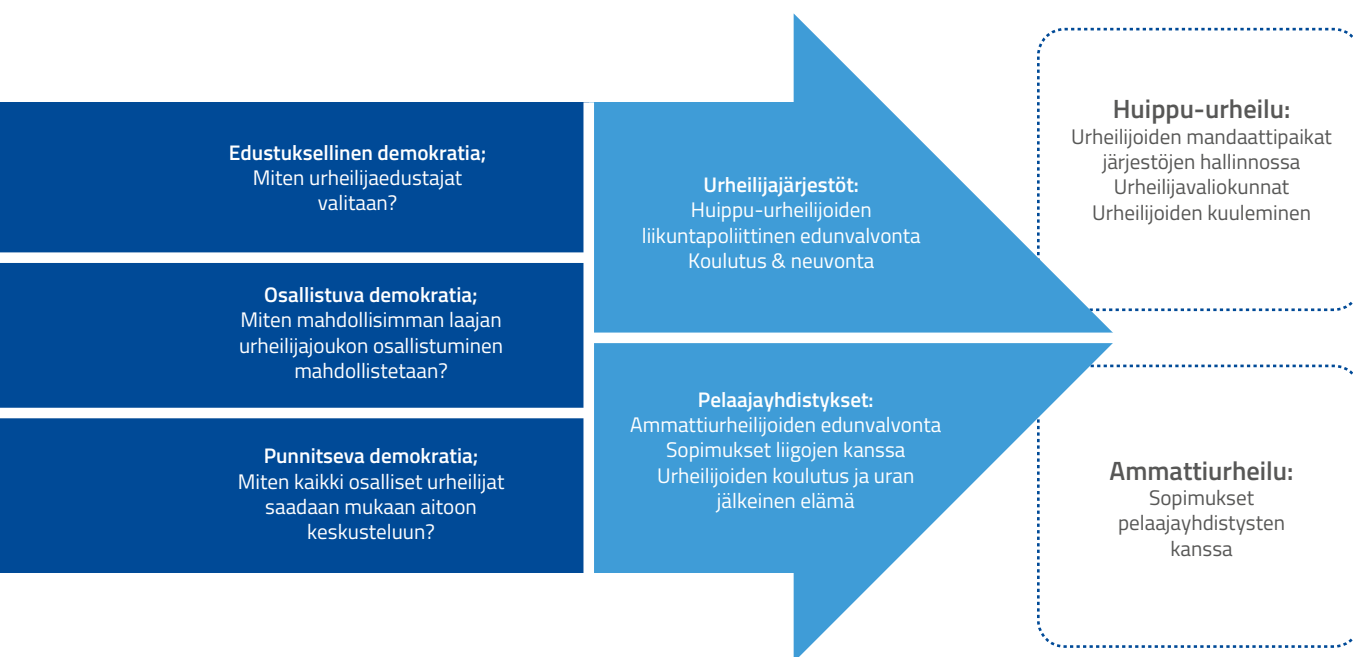 Edustuksellinen demokratia;
Miten urheilijaedustajat
valitaan?
Osallistuva demokratia;
Miten mahdollisimman laajan
urheilijajoukon osallistuminen
mahdollistetaan?
Punnitseva demokratia;
Miten kaikki osalliset urheilijat
saadaan mukaan aitoon
keskusteluun?
Urheilijajärjestöt:
Huippu-urheilijoiden
liikuntapoliittinen edunvalvonta
Koulutus & neuvonta
Pelaajayhdistykset:
Ammattiurheilijoiden edunvalvonta
Sopimukset liigojen kanssa
Urheilijoiden koulutus ja uran
jälkeinen elämä
Huippu-urheilu:
Urheilijoiden mandaattipaikat
järjestöjen hallinnossa
Urheilijavaliokunnat
Urheilijoiden kuuleminen
Ammattiurheilu:
Sopimukset
pelaajayhdistysten
kanssa